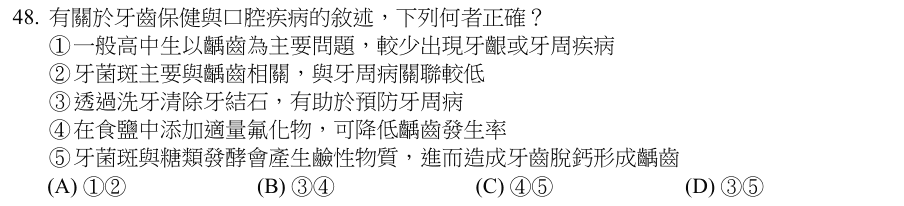 48. 有關於牙齒保健與口腔疾病的敘述，下列何者正確？
①一般高中生以齲齒為主要問題，較少出現牙齦或牙周疾病
②牙菌斑主要與齲齒相關，與牙周病關聯較低
③透過洗牙清除牙結石，有助於預防牙周病
④在食鹽中添加適量氟化物，可降低齲齒發生率
⑤牙菌斑與糖類發酵會產生鹼性物質，進而造成牙齒脫鈣形成齲齒
(A) ①② (B) ③④ (C) ④⑤ (D) ③⑤